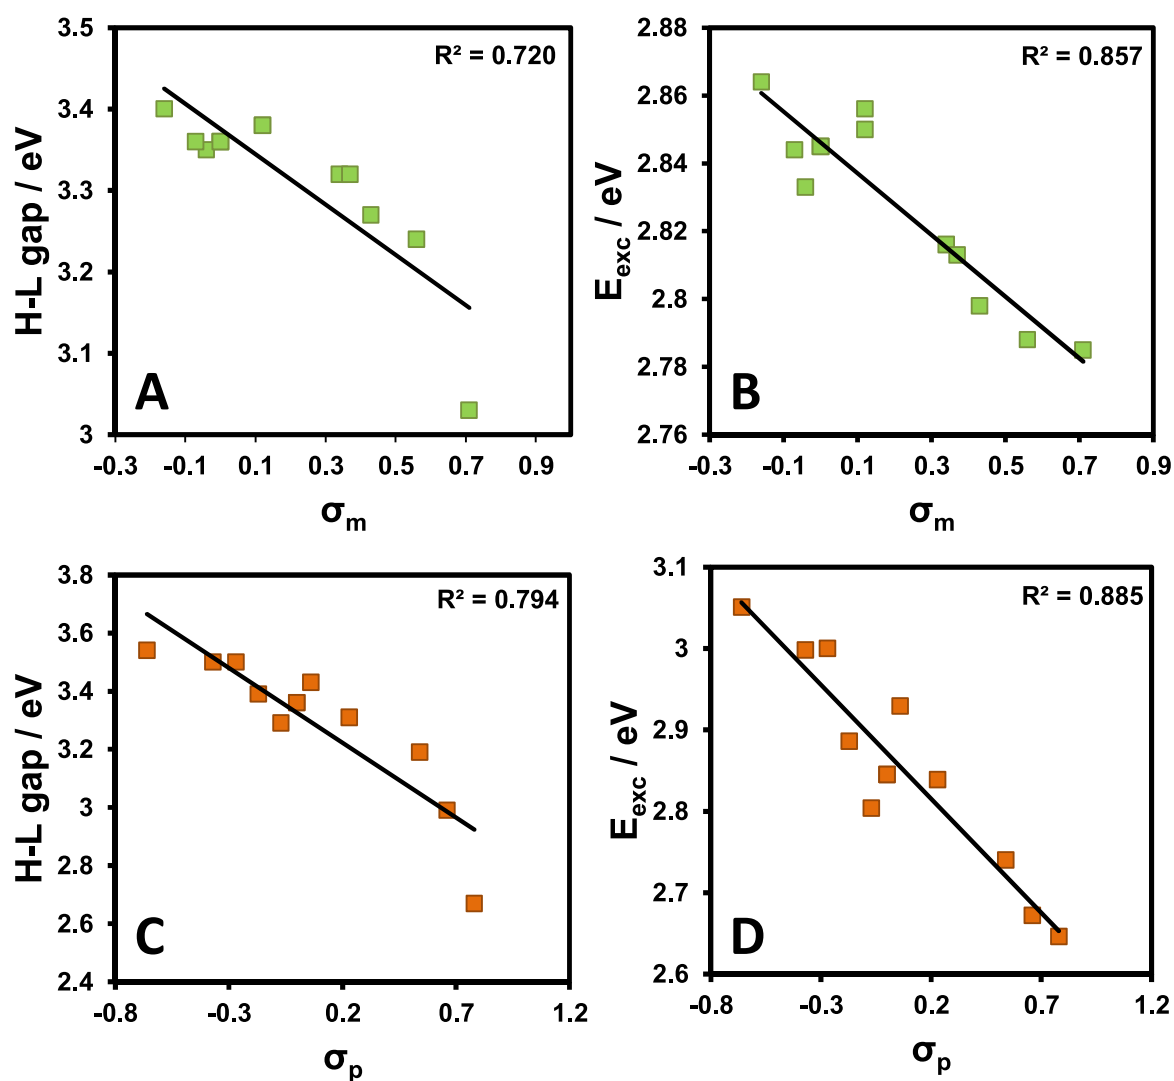 R² = 0.720
H-L gap / eV
3.5
3.4
3.3
3.2
3.1
3
A
-0.3 -0.1 0.1 0.3 0.5 0.7 0.9
σm
R² = 0.857
Eexc / eV
2.88
2.86
2.84
2.82
2.8
2.78
2.76
B
-0.3 -0.1 0.1 0.3 0.5 0.7 0.9
σm
R² = 0.794
H-L gap / eV
3.8
3.6
3.4
3.2
3
2.8
2.6
2.4
C
-0.8 -0.3 0.2 0.7 1.2
σp
R² = 0.885
Eexc / eV
3.1
3
2.9
2.8
2.7
2.6
D
-0.8 -0.3 0.2 0.7 1.2
σp